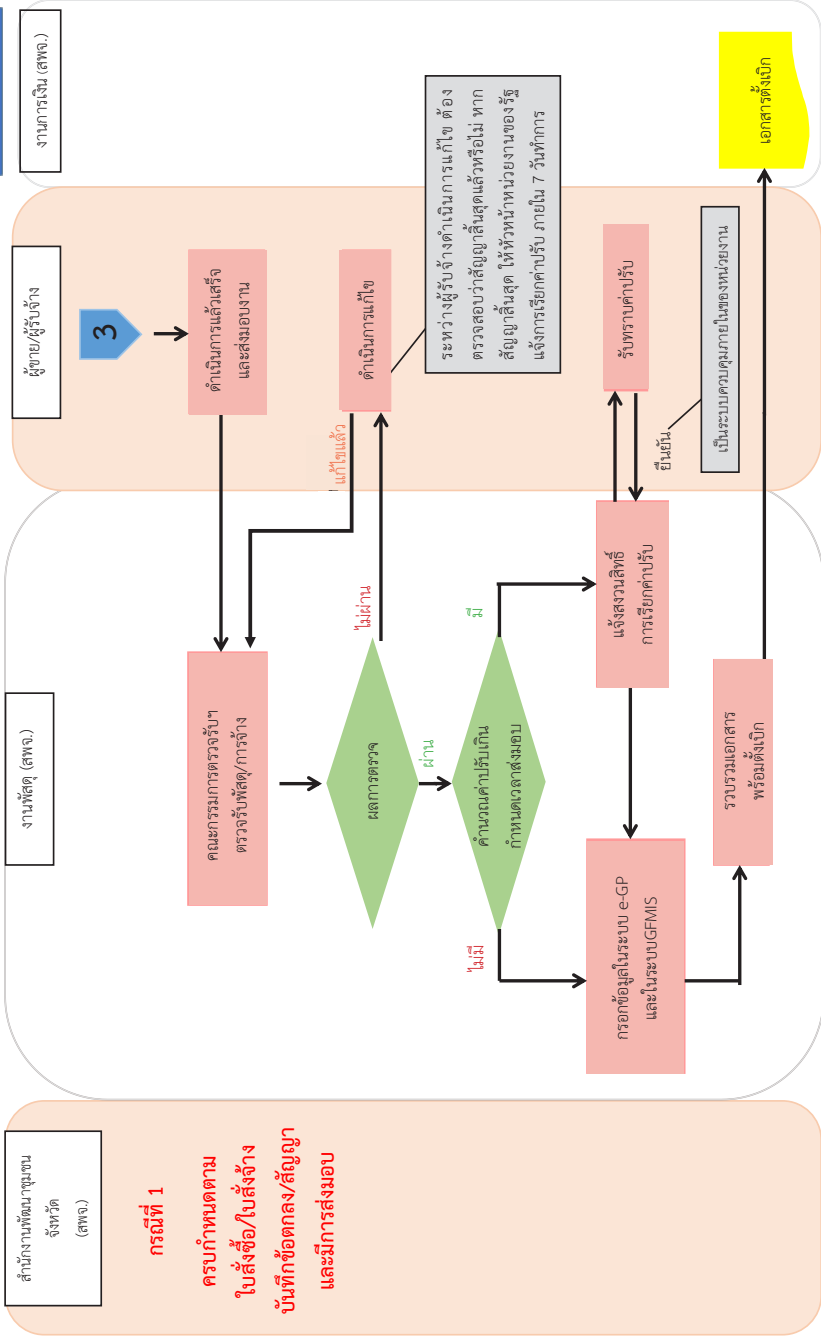 สำนักงานพัฒนาชุมชน
จังหวัด
(สพจ.)
งานพัสดุ (สพจ.)
ผู้ขาย/ผู้รับจ้าง
งานการเงิน (สพจ.)
กรณีที่ 1
ครบกำหนดตาม
ใบสั่งซื้อ/ใบสั่งจ้าง
บันทึกข้อตกลง/สัญญา
และมีการส่งมอบ
3
ดำเนินการแล้วเสร็จ
และส่งมอบงาน
คณะกรรมการตรวจรับฯ
ตรวจรับพัสดุ/การจ้าง
แก้ไขแล้ว
ผลการตรวจ
ไม่ผ่าน
ดำเนินการแก้ไข
ระหว่างผู้รับจ้างดำเนินการแก้ไข ต้อง
ตรวจสอบว่าสัญญาสิ้นสุดแล้วหรือไม่ หาก
สัญญาสิ้นสุด ให้หัวหน้าหน่วยงานของรัฐ
แจ้งการเรียกค่าปรับ ภายใน 7 วันทำการ
ผ่าน
ไม่มี
คำนวณค่าปรับเกิน
กำหนดเวลาส่งมอบ
มี
กรอกข้อมูลในระบบ e-GP
และในระบบGFMIS
แจ้งสงวนสิทธิ์
การเรียกค่าปรับ
รับทราบค่าปรับ
ยืนยัน
เป็นระบบควบคุมภายในของหน่วยงาน
รวบรวมเอกสาร
พร้อมตั้งเบิก
เอกสารตั้งเบิก